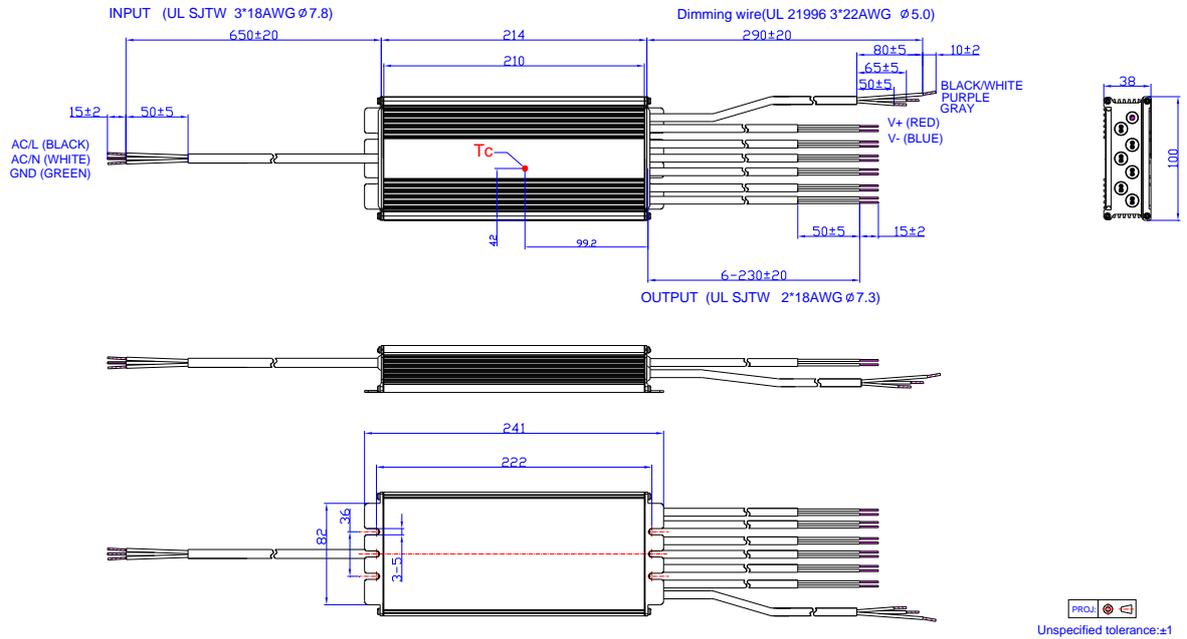 INPUT (UL SJTW 3*18AWG Ø7.8)
Dimming wire(UL 21996 3*22AWG Ø5.0)
650±20
214
290±20
210
80±5
10±2
65±5
50±5
15±2
50±5
BLACK/WHITE
PURPLE
GRAY
V+ (RED)
V- (BLUE)
AC/L (BLACK)
AC/N (WHITE)
GND (GREEN)
Tc
42
99.2
50±5
15±2
6-230±20
OUTPUT (UL SJTW 2*18AWG Ø7.3)
38
100
241
222
36
82
3-5
PROJ:
Unspecified tolerance:±1